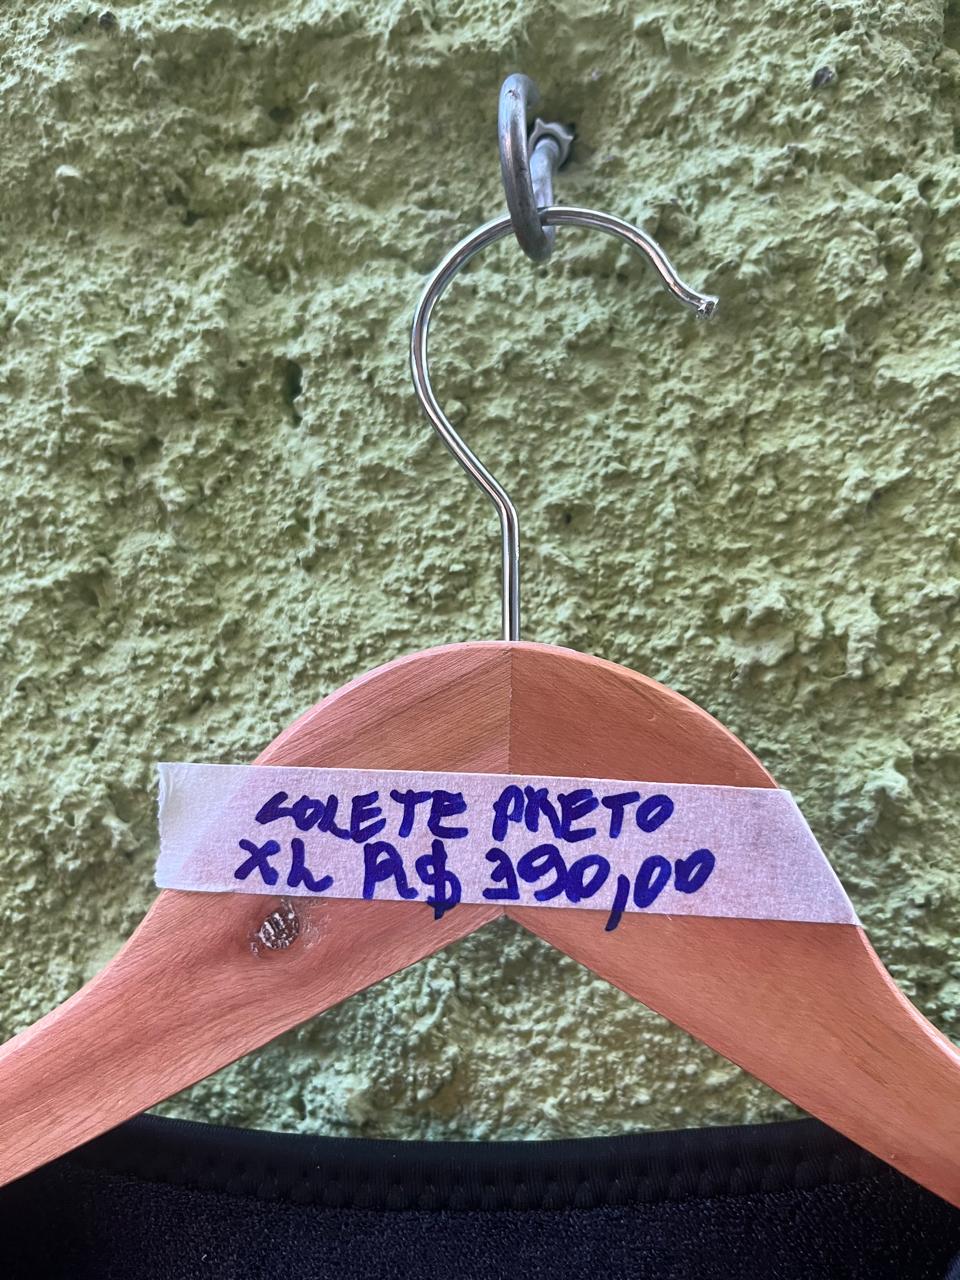 COLETE PRETO
XL R$ 390,00